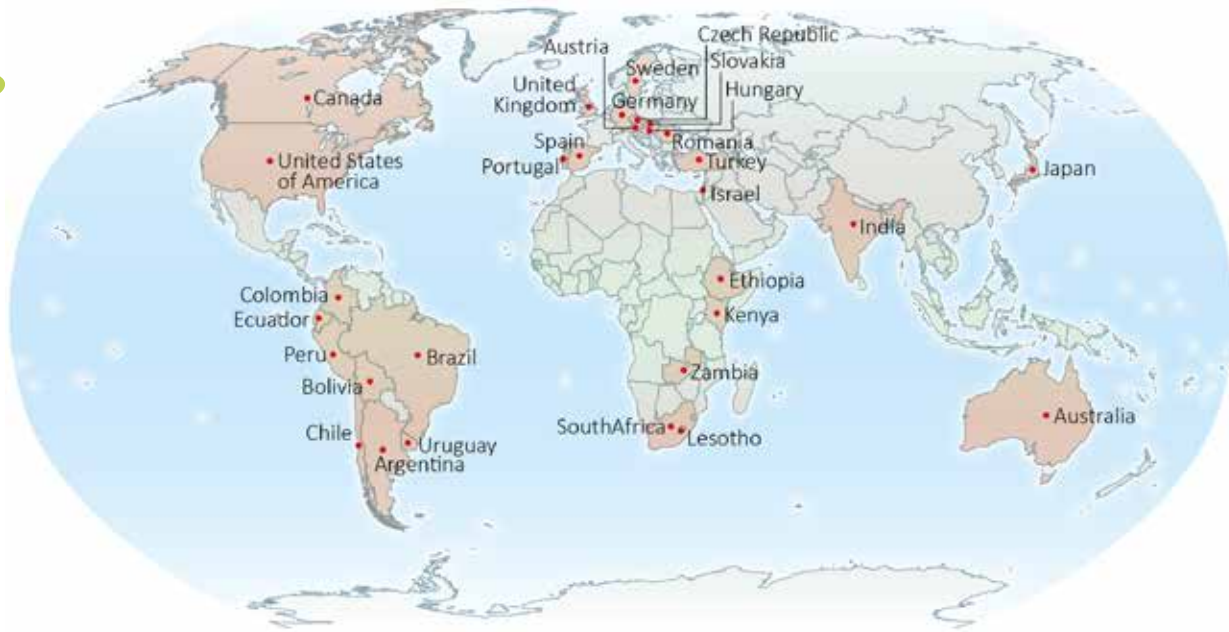 Czech Republic
Austria
Slovakia
Sweden
United
Kingdom
Hungary
Germany
Canada
Spain
Romania
Portugal
Turkey
United States
of America
Japan
Israel
India
Ethiopia
Colombia
Ecuador
Kenya
Peru
Brazil
Zambia
Bolivia
Australia
SouthAfrica
Lesotho
Chile
Uruguay
Argentina